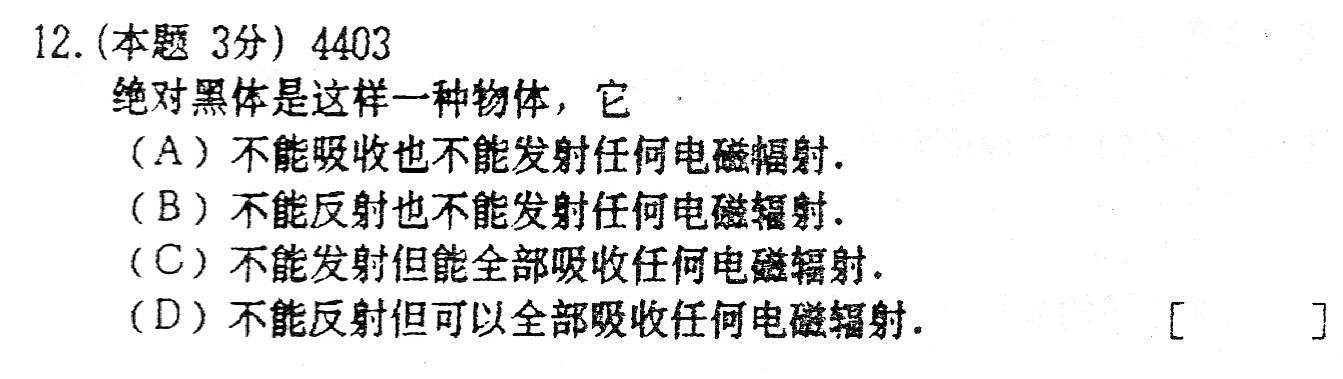 12.(本题 3分) 4403
绝对黑体是这样一种物体，它
(A) 不能吸收也不能发射任何电磁辐射.
(B) 不能反射也不能发射任何电磁辐射.
(C) 不能发射但能全部吸收任何电磁辐射.
(D) 不能反射但可以全部吸收任何电磁辐射. [ ]